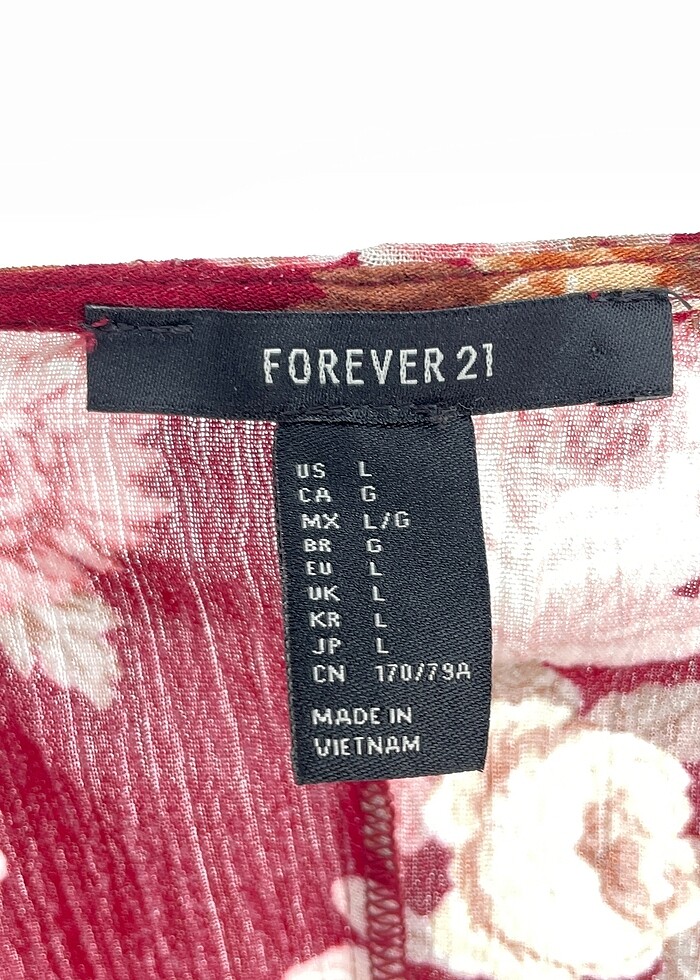 FOREVER 21
US L
CA G
MX L/G
BR G
EU L
UK L
KR L
JP L
CN 170/79A
MADE IN
VIETNAM